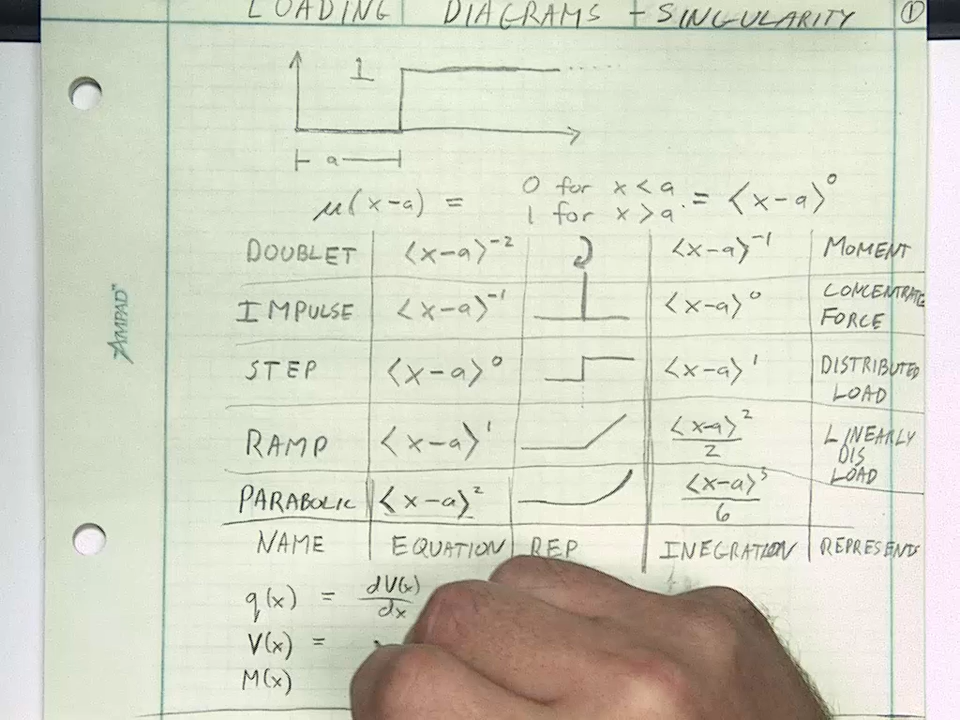 LOADING DIAGRAMS - SINGULARITY 1
1
a
μ(x-a) = 0 for x < a
1 for x > a = <x-a>⁰
DOUBLET <x-a>⁻² <x-a>⁻¹ MOMENT
IMPULSE <x-a>⁻¹ <x-a>⁰ CONCENTRATE FORCE
STEP <x-a>⁰ <x-a>¹ DISTRIBUTED LOAD
RAMP <x-a>¹ <x-a>²/2 LINEARLY DIS LOAD
PARABOLIC <x-a>² <x-a>³/6
NAME EQUATION REP INEGRATION REPRESENTS
q(x) = dV(x)/dx
V(x) =
M(x)
AMPAD™